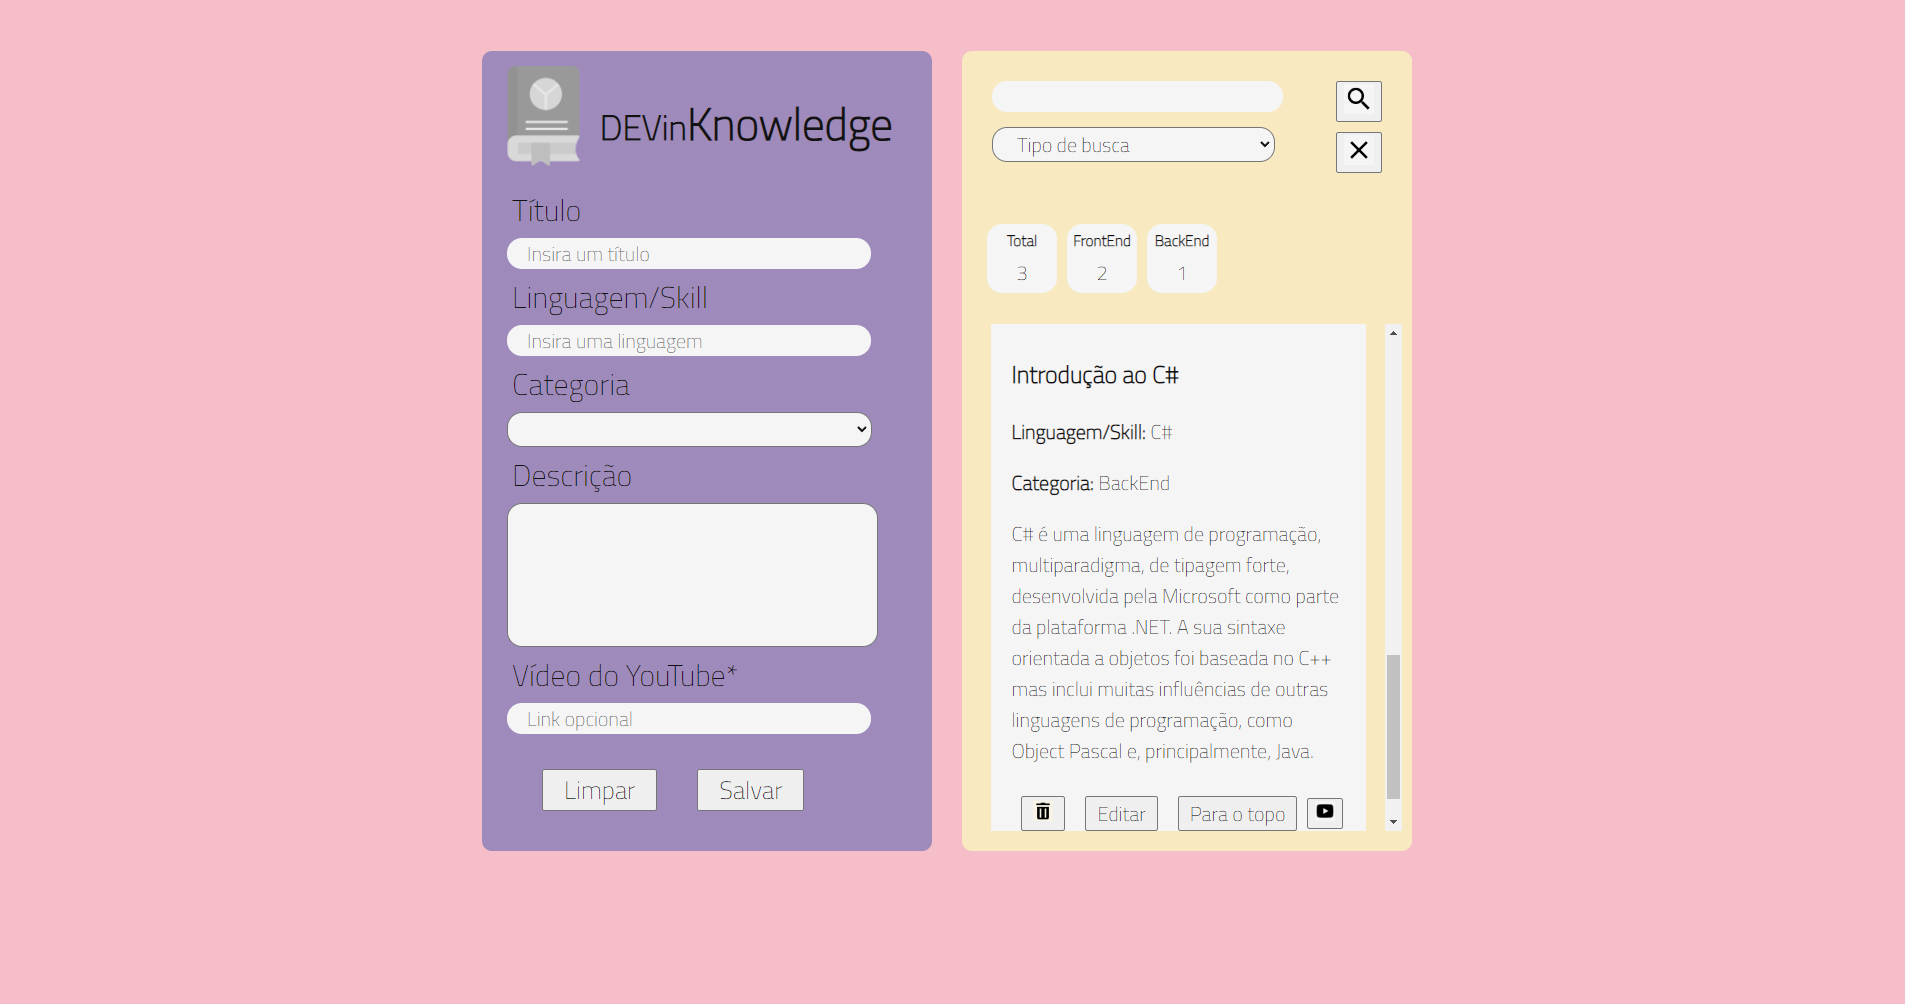 DEVinKnowledge
Título
Insira um título
Linguagem/Skill
Insira uma linguagem
Categoria
Descrição
Vídeo do YouTube*
Link opcional
Limpar
Salvar
Tipo de busca
Total
3
FrontEnd
2
BackEnd
1
Introdução ao C#
Linguagem/Skill: C#
Categoria: BackEnd
C# é uma linguagem de programação,
multiparadigma, de tipagem forte,
desenvolvida pela Microsoft como parte
da plataforma .NET. A sua sintaxe
orientada a objetos foi baseada no C++
mas inclui muitas influências de outras
linguagens de programação, como
Object Pascal e, principalmente, Java.
Editar
Para o topo